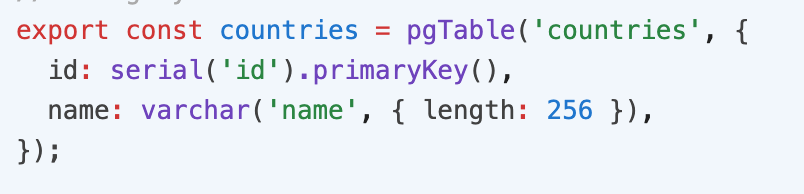 export const countries = pgTable('countries', {
  id: serial('id').primaryKey(),
  name: varchar('name', { length: 256 }),
});